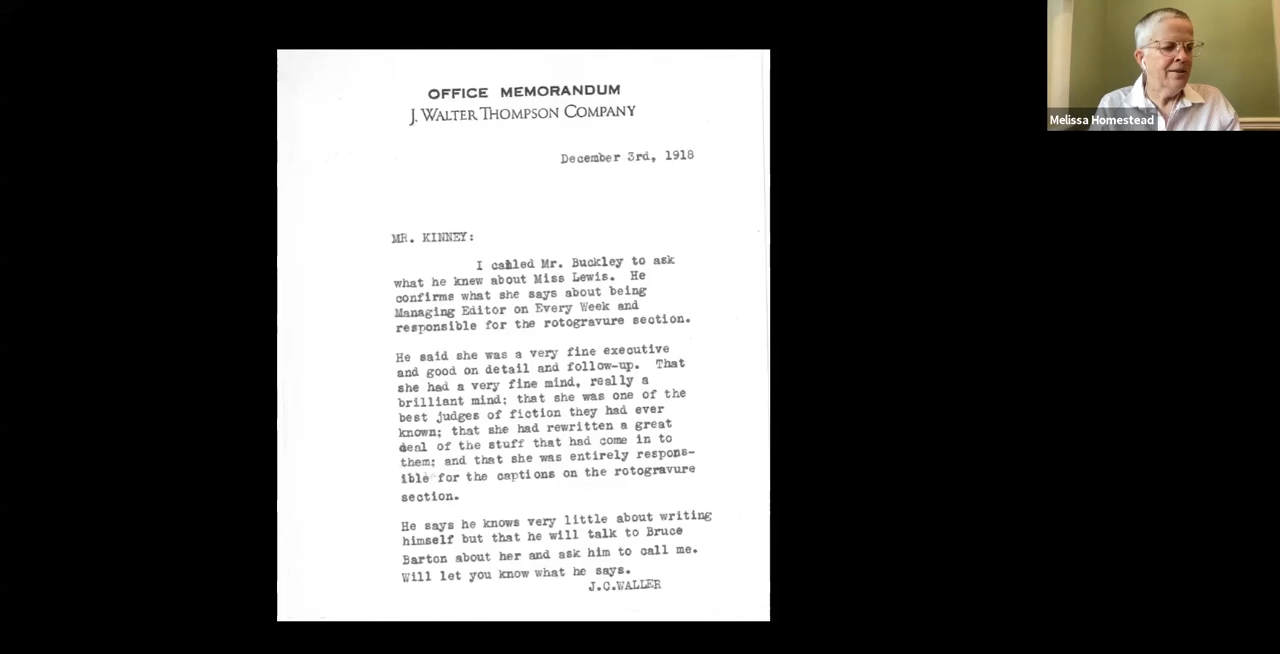 OFFICE MEMORANDUM
J. WALTER THOMPSON COMPANY
December 3rd, 1918
MR. KINNEY:
I called Mr. Buckley to ask
what he knew about Miss Lewis. He
confirms what she says about being
Managing Editor on Every Week and
responsible for the rotogravure section.
He said she was a very fine executive
and good on detail and follow-up. That
she had a very fine mind, really a
brilliant mind; that she was one of the
best judges of fiction they had ever
known; that she had rewritten a great
deal of the stuff that had come in to
them; and that she was entirely respons-
ible for the captions on the rotogravure
section.
He says he knows very little about writing
himself but that he will talk to Bruce
Barton about her and ask him to call me.
Will let you know what he says.
J.C.WALLER
Melissa Homestead